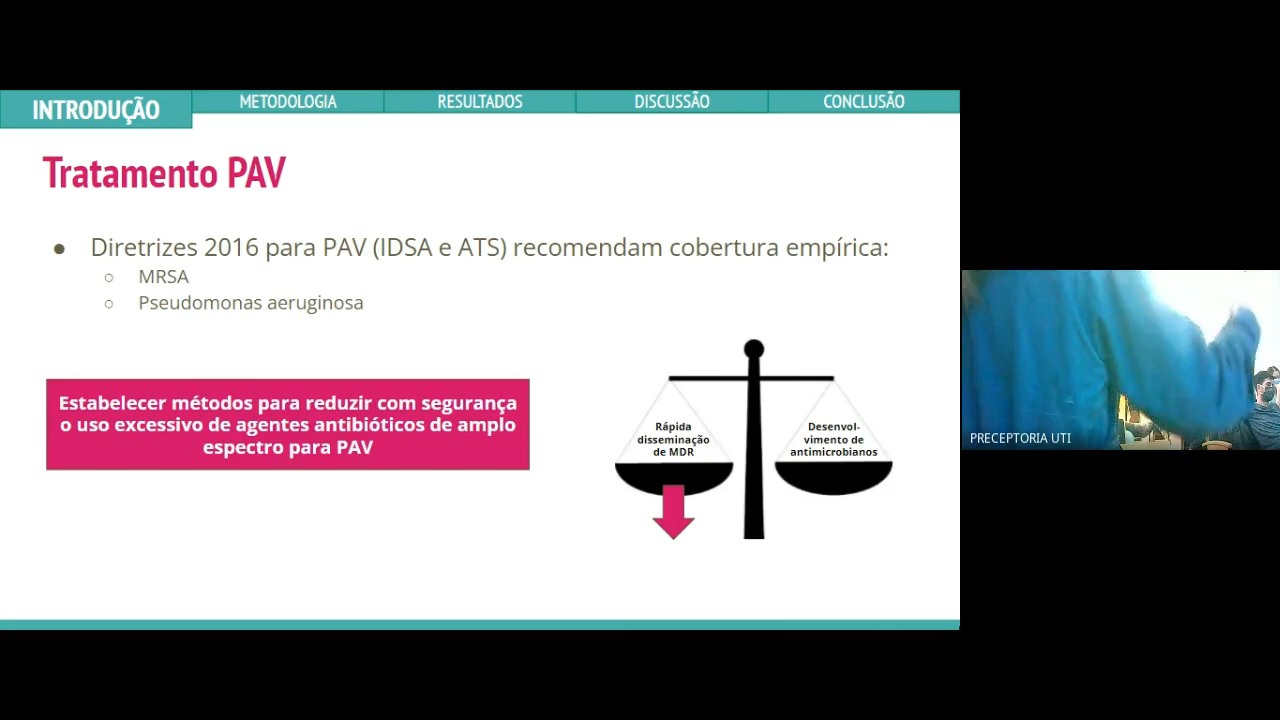 INTRODUÇÃO
METODOLOGIA
RESULTADOS
DISCUSSÃO
CONCLUSÃO
Tratamento PAV
● Diretrizes 2016 para PAV (IDSA e ATS) recomendam cobertura empírica:
○ MRSA
○ Pseudomonas aeruginosa
Estabelecer métodos para reduzir com segurança
o uso excessivo de agentes antibióticos de amplo
espectro para PAV
Rápida
disseminação
de MDR
Desenvol-
vimento de
antimicrobianos
PRECEPTORIA UTI